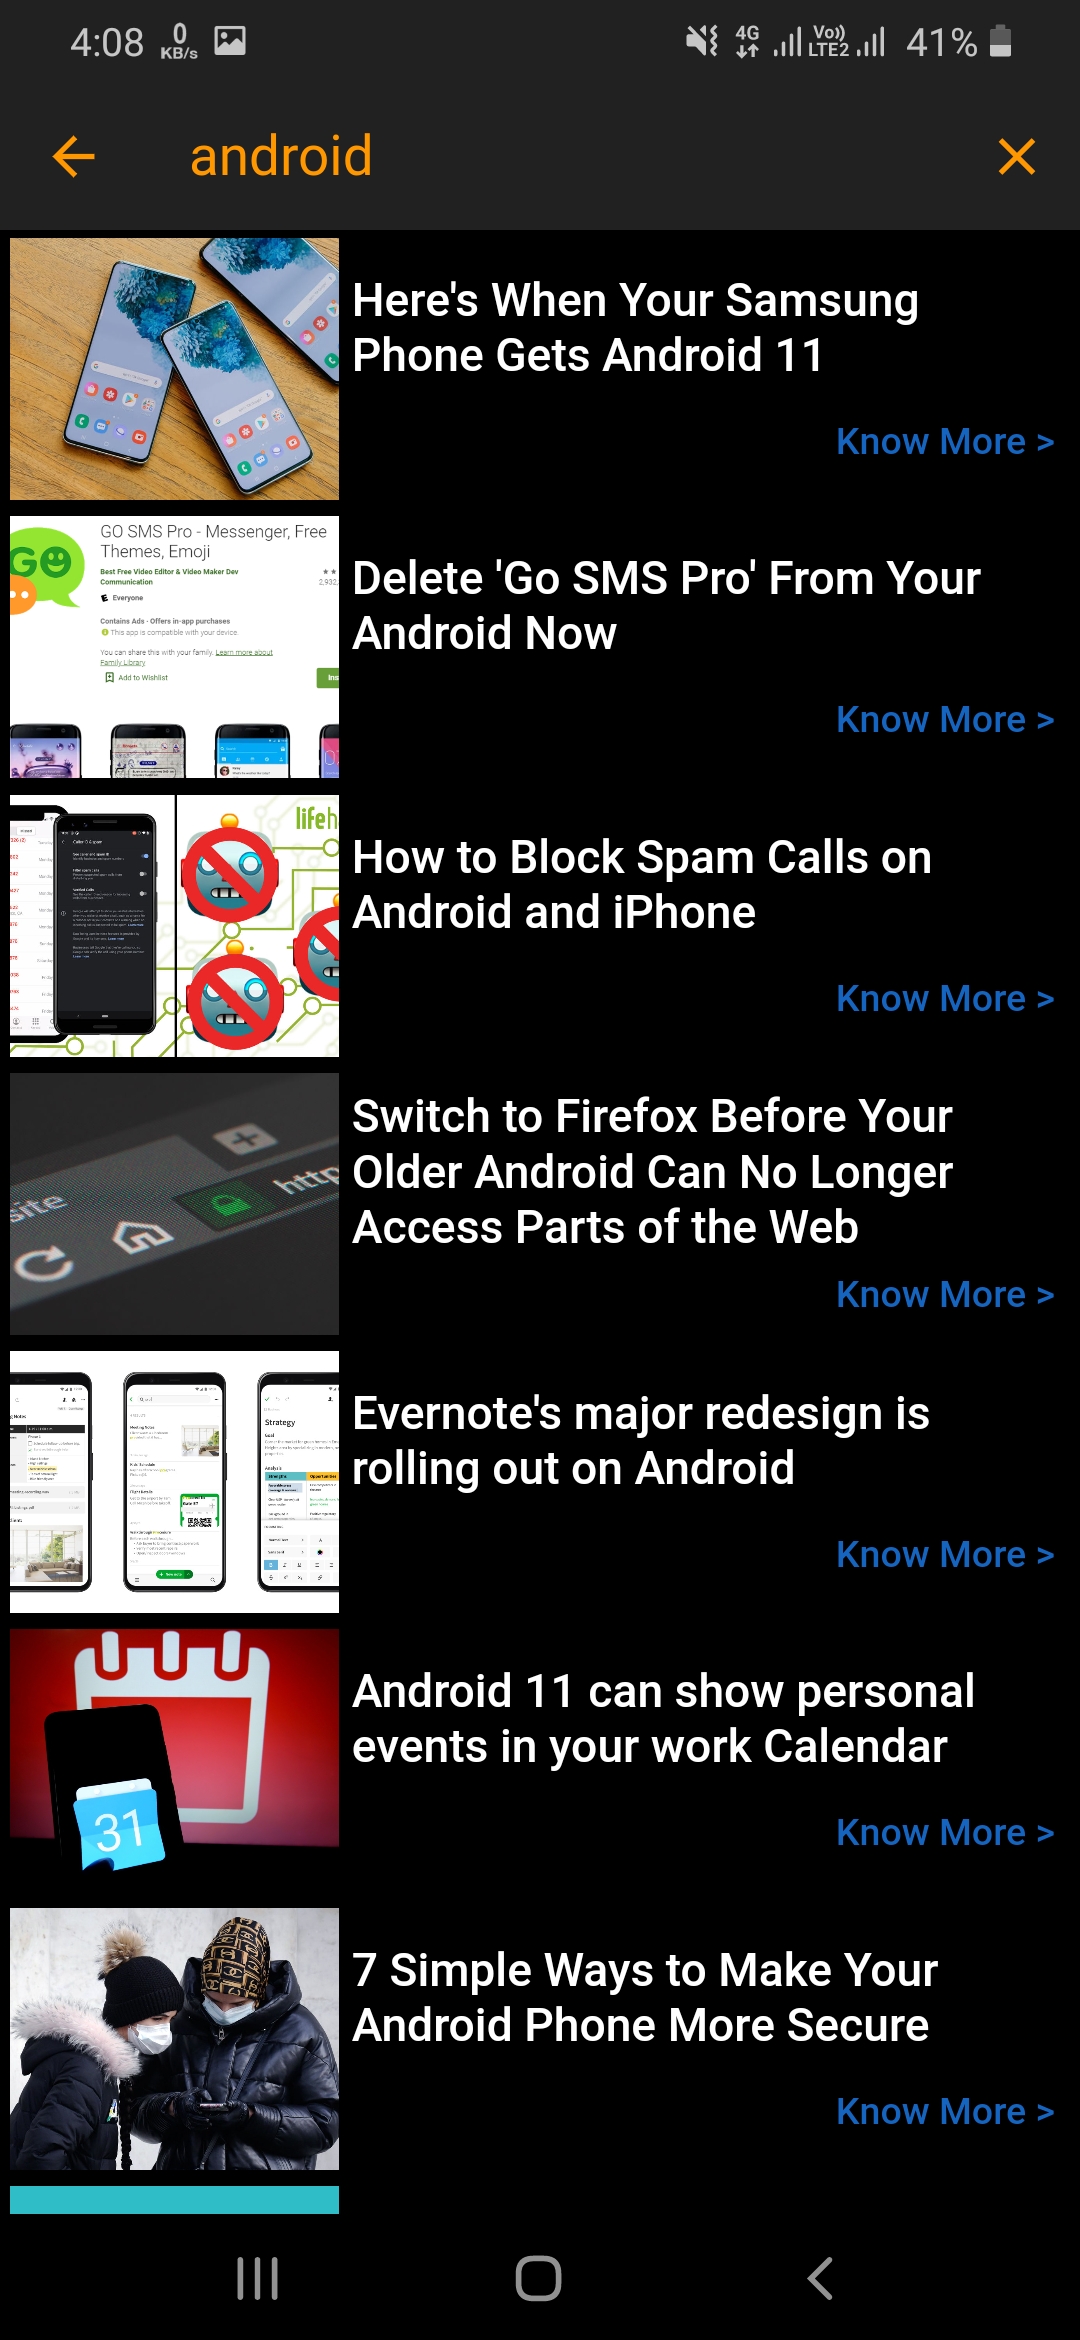 4:08 0 KB/s 4G Vo)) LTE2 41%
android
Here's When Your Samsung
Phone Gets Android 11
Know More >
GO SMS Pro - Messenger, Free
Themes, Emoji
Best Free Video Editor & Video Maker Dev
Communication
2,932
Everyone
Contains Ads · Offers in-app purchases
This app is compatible with your device.
You can share this with your family. Learn more about
Family Library
Add to Wishlist
Ins
GO
Delete 'Go SMS Pro' From Your
Android Now
Know More >
lifeh
How to Block Spam Calls on
Android and iPhone
Know More >
site
http
Switch to Firefox Before Your
Older Android Can No Longer
Access Parts of the Web
Know More >
Strategy
Evernote's major redesign is
rolling out on Android
Know More >
31
Android 11 can show personal
events in your work Calendar
Know More >
7 Simple Ways to Make Your
Android Phone More Secure
Know More >